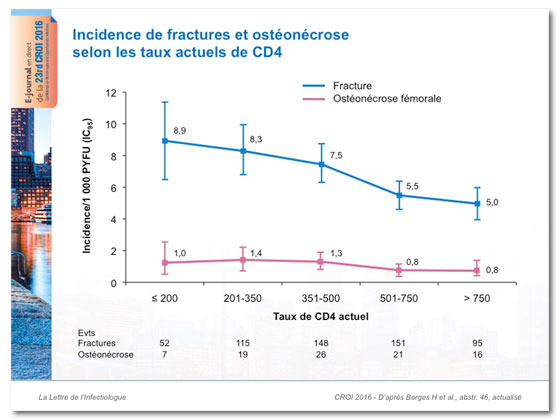 E-journal en direct
de la 23rd CROI 2016
Incidence de fractures et ostéonécrose
selon les taux actuels de CD4
Fracture
Ostéonécrose fémorale
Incidence/1 000 PYFU (IC95)
12
10
8
6
4
2
0
8,9
8,3
7,5
5,5
5,0
1,0
1,4
1,3
0,8
0,8
≤ 200 201-350 351-500 501-750 > 750
Taux de CD4 actuel
Evts
Fractures 52 115 148 151 95
Ostéonécrose 7 19 26 21 16
La Lettre de l'Infectiologue
CROI 2016 - D'après Borges H et al., abstr. 46, actualisé